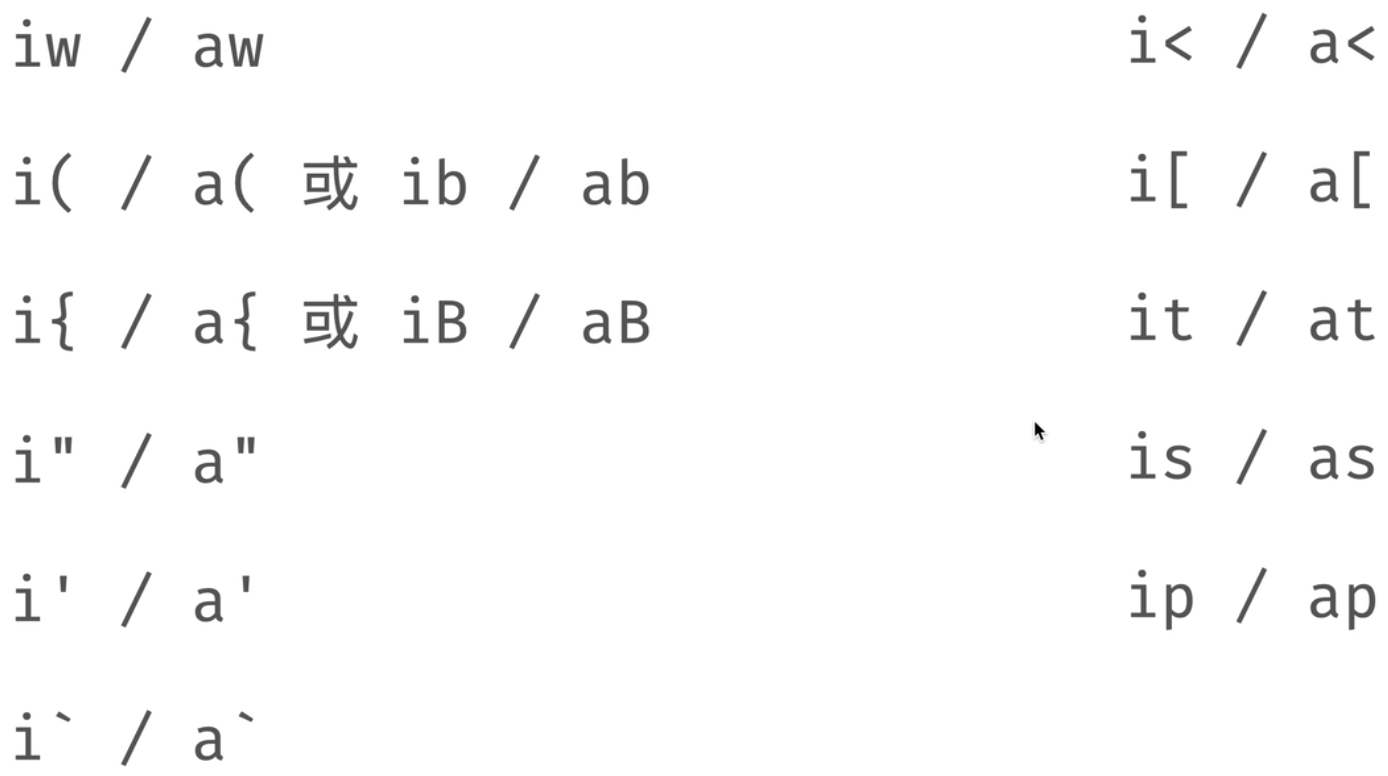 iw / aw
i( / a( 或 ib / ab
i{ / a{ 或 iB / aB
i" / a"
i' / a'
i` / a`
i< / a<
i[ / a[
it / at
is / as
ip / ap